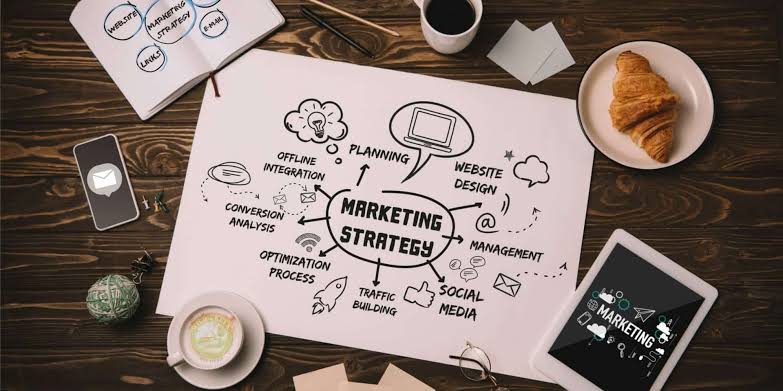 WEBSITE
MARKETING
STRATEGY
E-MAIL
LINKS
PLANNING
OFFLINE
INTEGRATION
WEBSITE
DESIGN
CONVERSION
ANALYSIS
MARKETING
STRATEGY
@
MANAGEMENT
OPTIMIZATION
PROCESS
TRAFFIC
BUILDING
SOCIAL
MEDIA
MARKETING